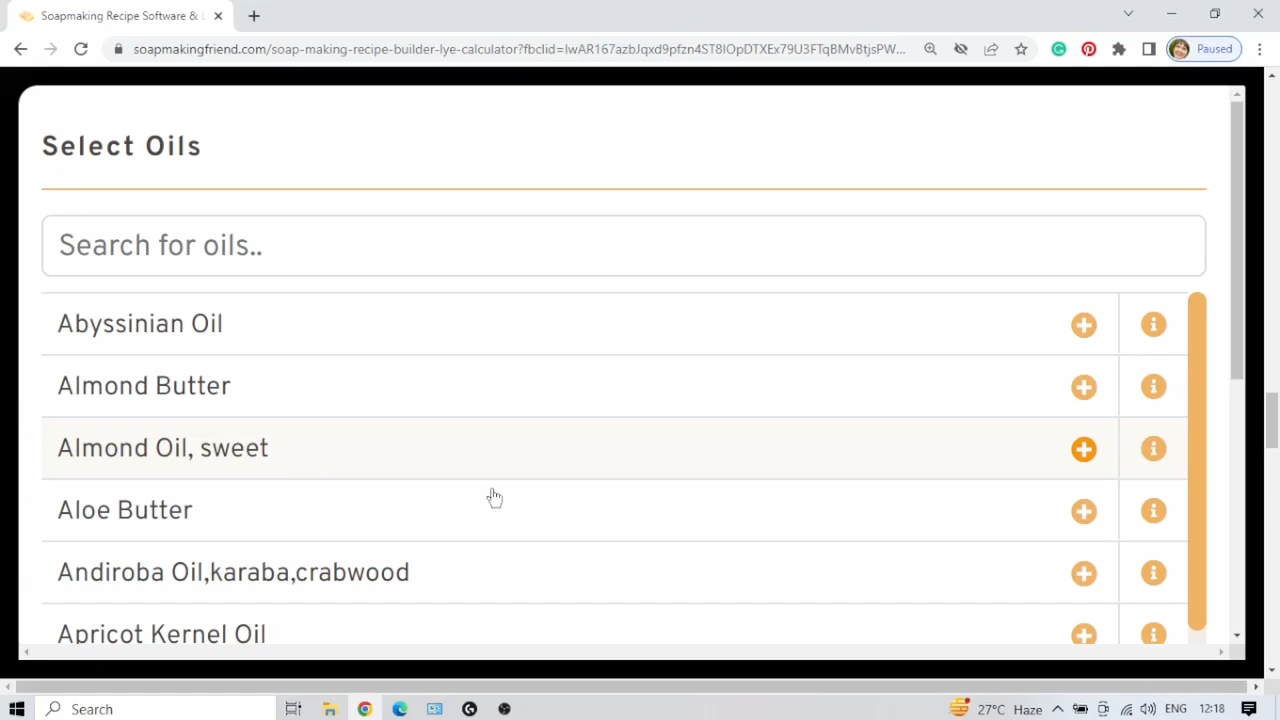 Soapmaking Recipe Software &
soapmakingfriend.com/soap-making-recipe-builder-lye-calculator?fbclid=IwAR167azbJqxd9pfzn4ST8IOpDTXEx79U3FTqBMvBtjsPW...
Paused
Select Oils
Search for oils..
Abyssinian Oil
Almond Butter
Almond Oil, sweet
Aloe Butter
Andiroba Oil,karaba,crabwood
Apricot Kernel Oil
Search
27°C Haze
ENG
12:18